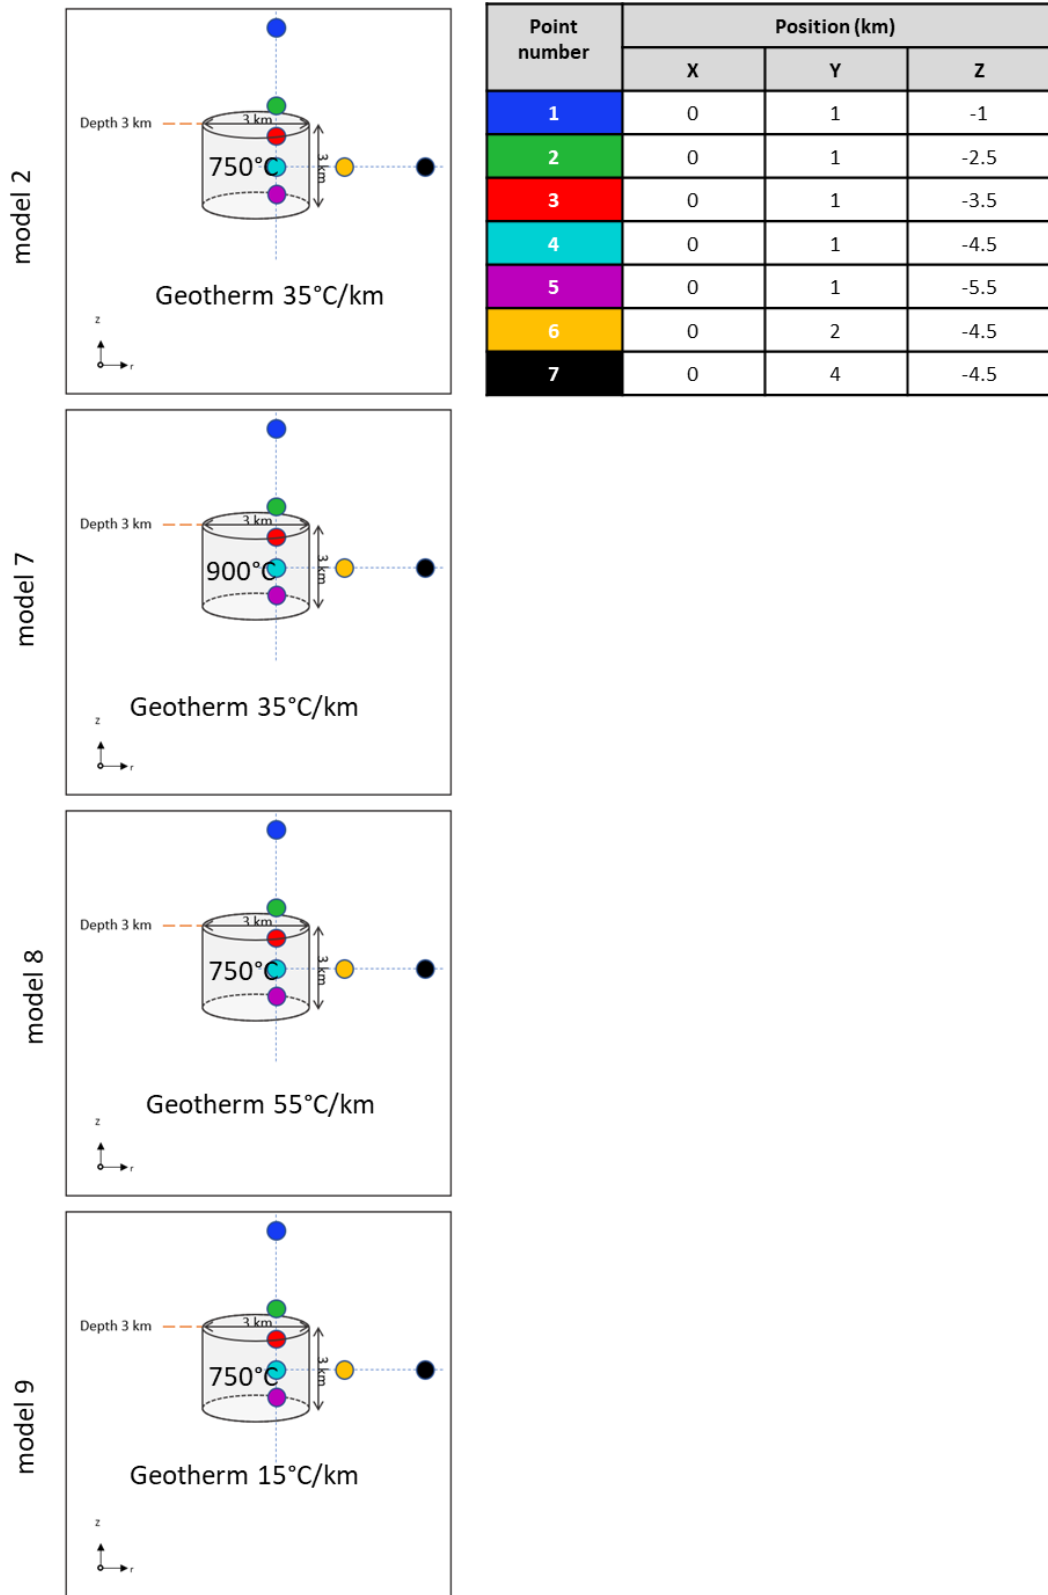 model 2
Depth 3 km
3 km
750°C
3 km
Geotherm 35°C/km
z
r
Point number
Position (km)
X Y Z
1 0 1 -1
2 0 1 -2.5
3 0 1 -3.5
4 0 1 -4.5
5 0 1 -5.5
6 0 2 -4.5
7 0 4 -4.5
model 7
Depth 3 km
3 km
900°C
3 km
Geotherm 35°C/km
z
r
model 8
Depth 3 km
3 km
750°C
3 km
Geotherm 55°C/km
z
r
model 9
Depth 3 km
3 km
750°C
3 km
Geotherm 15°C/km
z
r